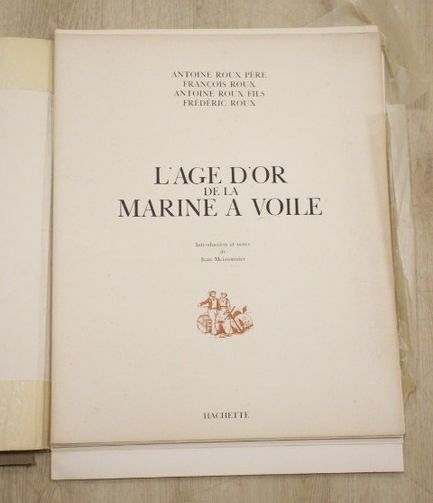 ANTOINE ROUX PÈRE
FRANÇOIS ROUX
ANTOINE ROUX FILS
FRÉDÉRIC ROUX
L'AGE D'OR
DE LA
MARINE A VOILE
Introduction et notes
de
Jean Meissonnier
HACHETTE